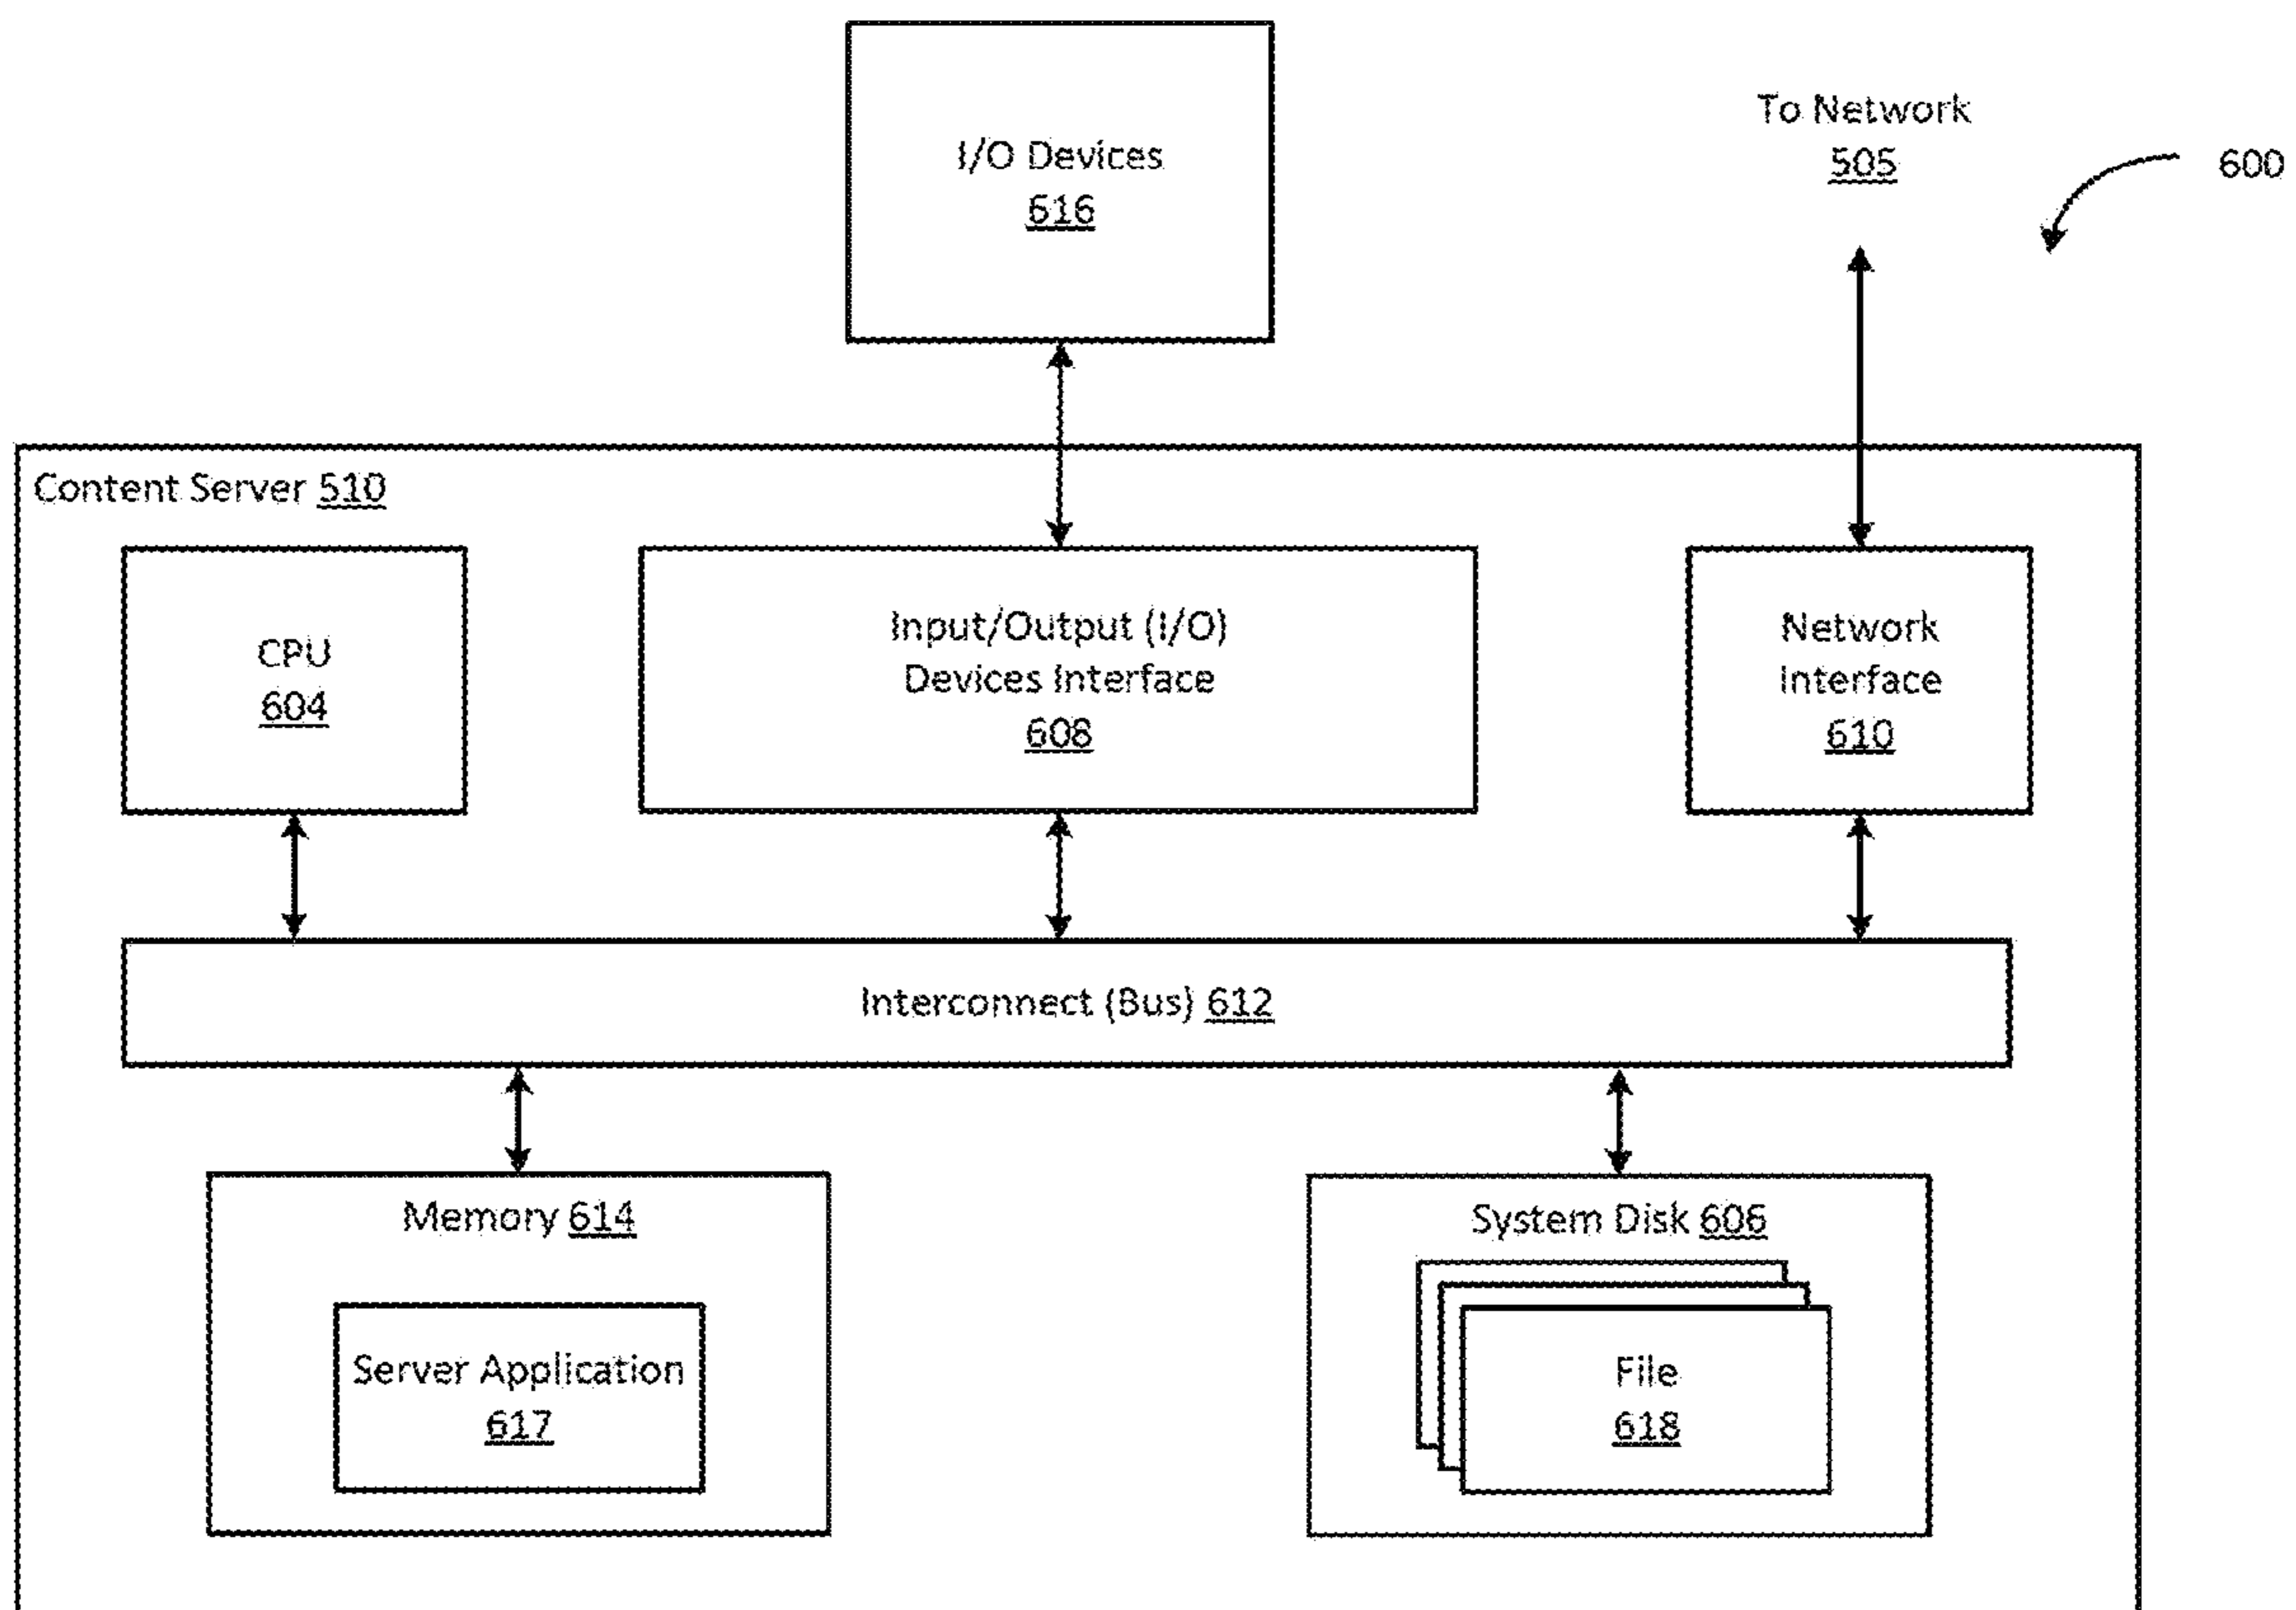 I/O Devices
616
To Network
505
600
Content Server 510
CPU
604
Input/Output (I/O)
Devices Interface
608
Network
Interface
610
Interconnect (Bus) 612
Memory 614
Server Application
617
System Disk 606
File
618